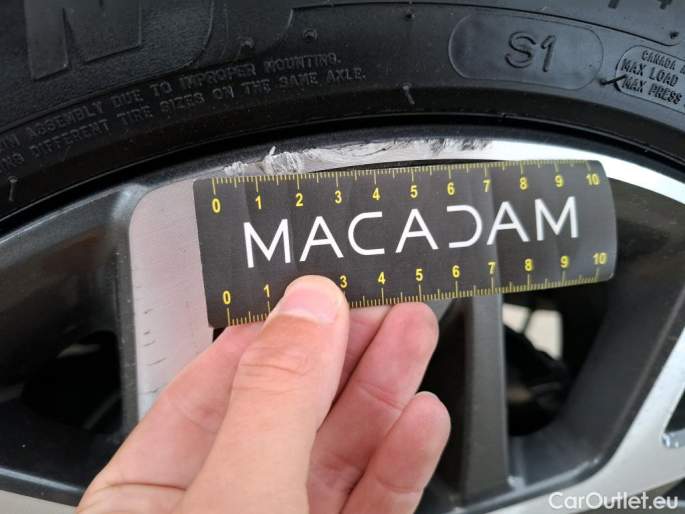 S1
CANADA
MAX LOAD
MAX PRESS
ASSEMBLY DUE TO IMPROPER MOUNTING.
DIFFERENT TIRE SIZES ON THE SAME AXLE.
0 1 2 3 4 5 6 7 8 9 10
MACADAM
0 1 3 4 5 6 7 8 9 10
CarOutlet.eu